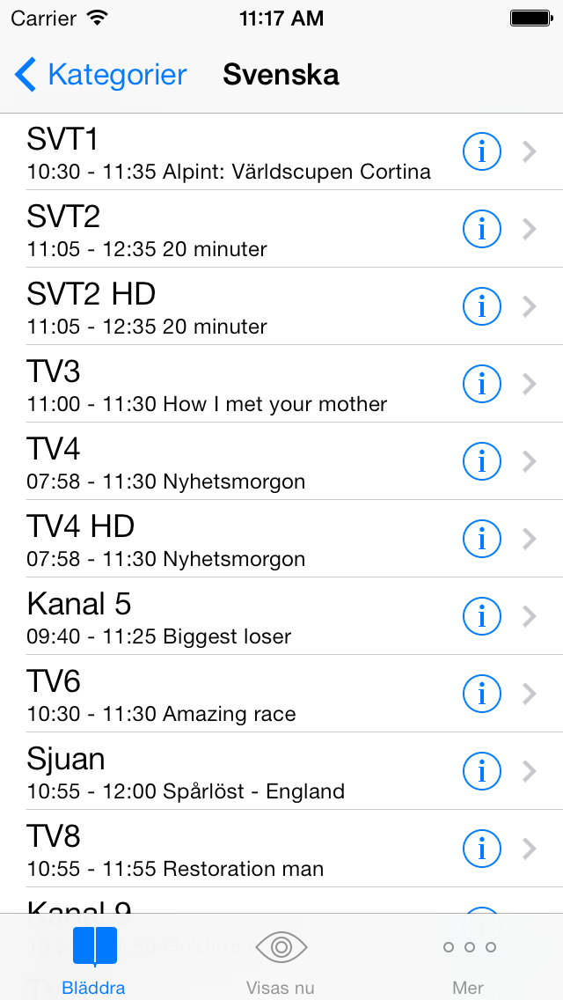 Carrier 11:17 AM
Kategorier Svenska
SVT1
10:30 - 11:35 Alpint: Världscupen Cortina
SVT2
11:05 - 12:35 20 minuter
SVT2 HD
11:05 - 12:35 20 minuter
TV3
11:00 - 11:30 How I met your mother
TV4
07:58 - 11:30 Nyhetsmorgon
TV4 HD
07:58 - 11:30 Nyhetsmorgon
Kanal 5
09:40 - 11:25 Biggest loser
TV6
10:30 - 11:30 Amazing race
Sjuan
10:55 - 12:00 Spårlöst - England
TV8
10:55 - 11:55 Restoration man
Kanal 9
Gold rush
Bläddra Visas nu Mer